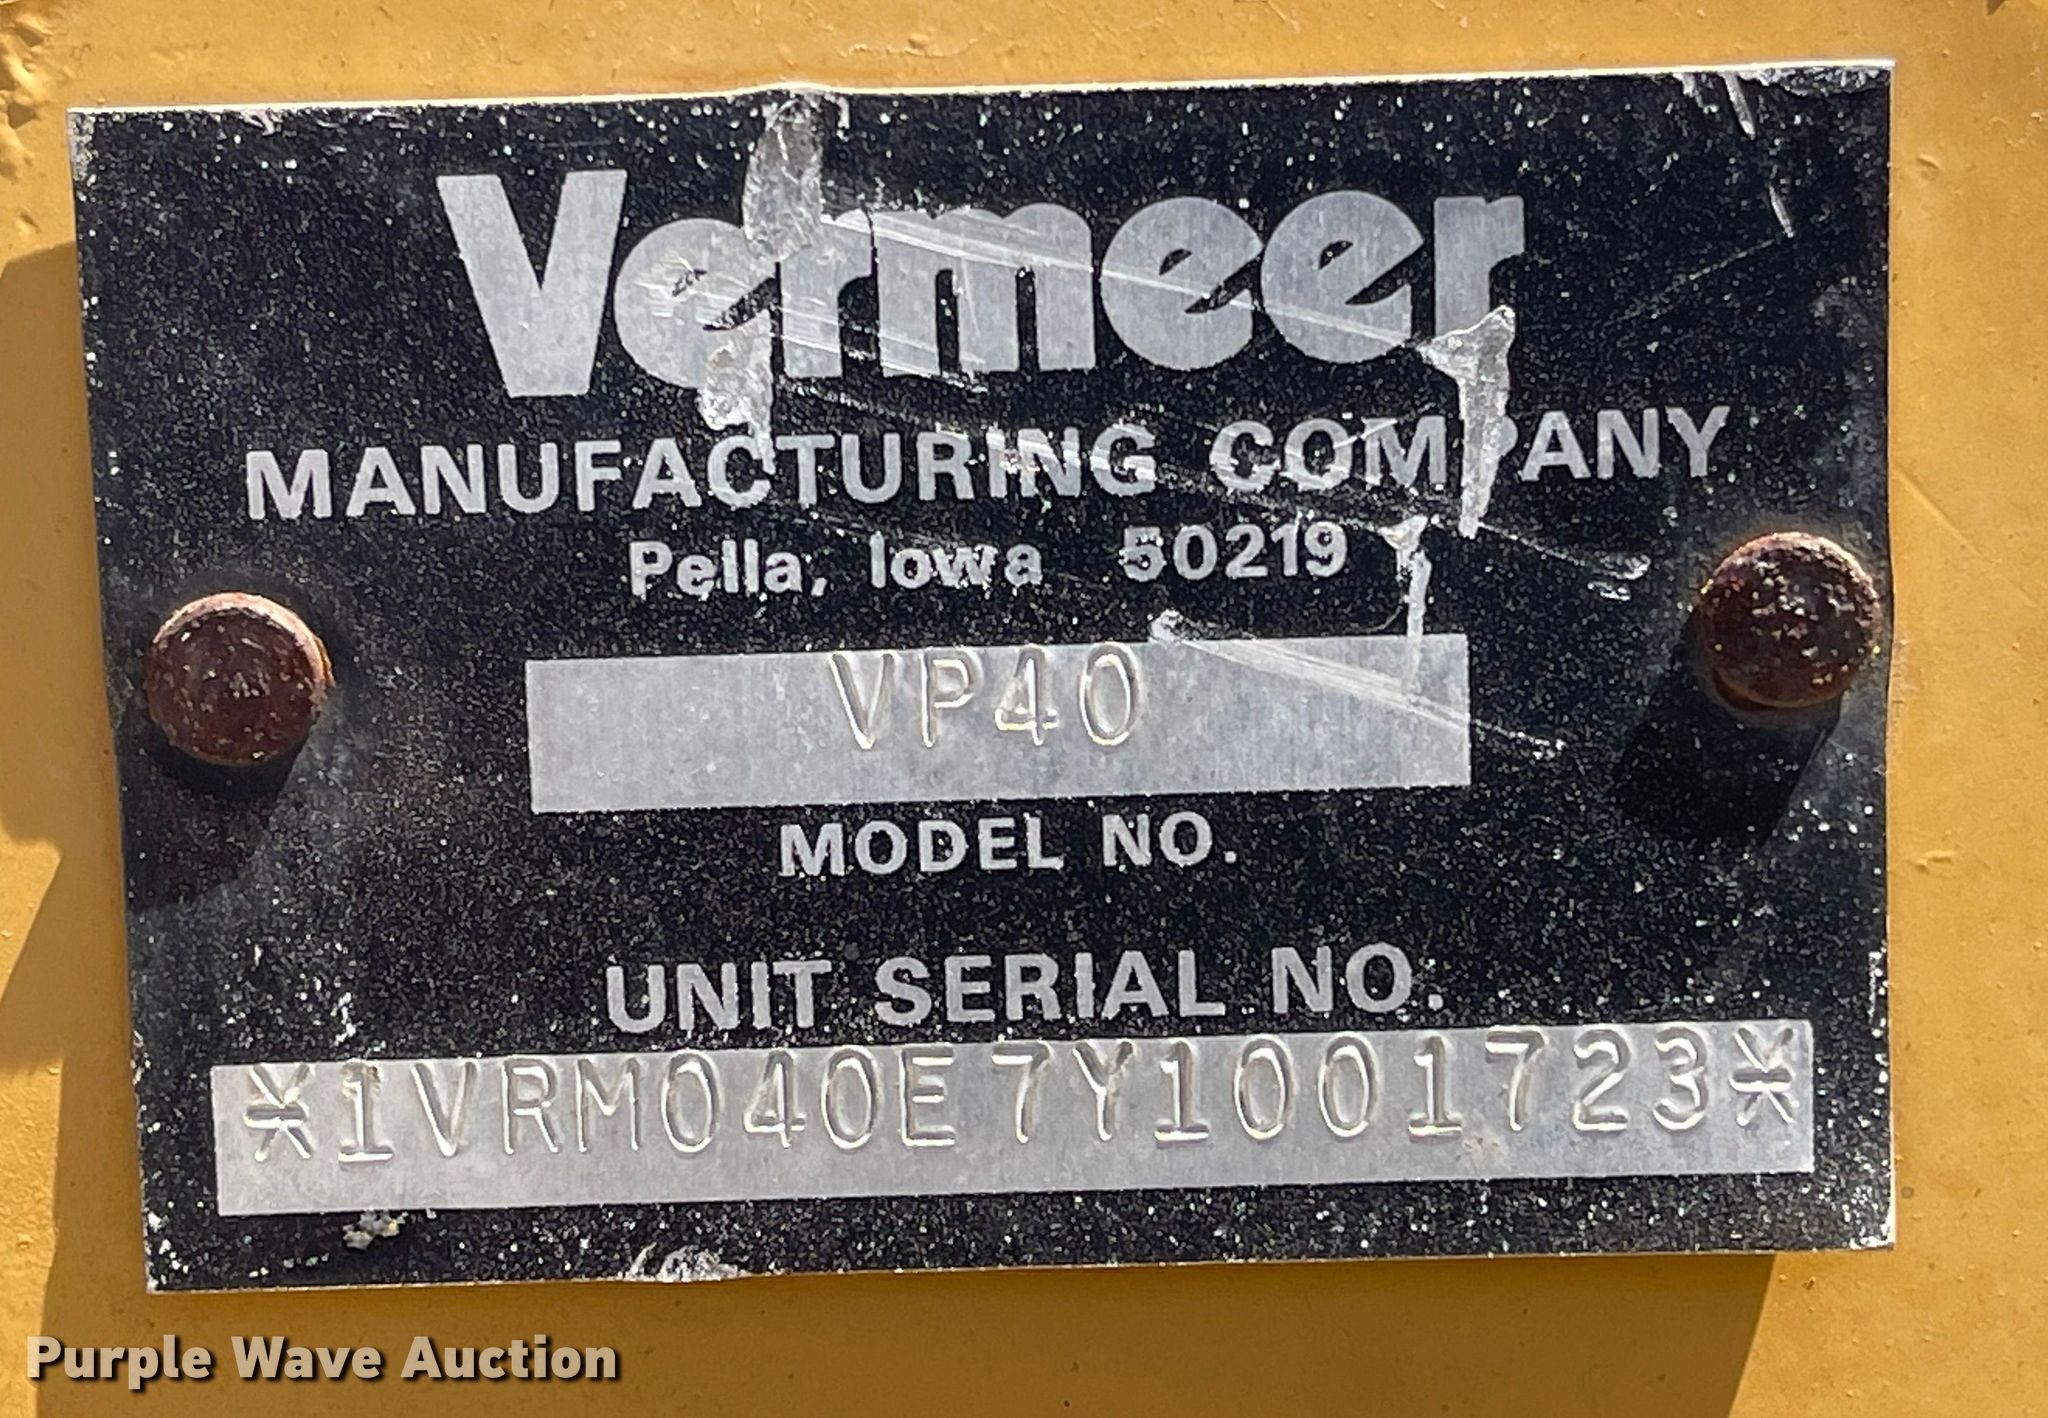 Vermeer
MANUFACTURING COMPANY
Pella, Iowa 50219
VP40
MODEL NO.
UNIT SERIAL NO.
*1VRM040E7Y1001723*
Purple Wave Auction